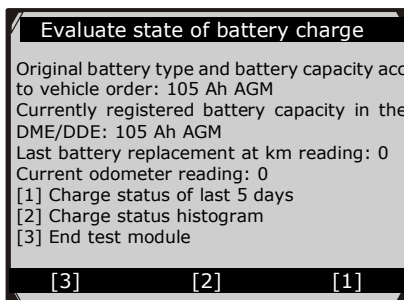 Evaluate state of battery charge
Original battery type and battery capacity acc
to vehicle order: 105 Ah AGM
Currently registered battery capacity in the
DME/DDE: 105 Ah AGM
Last battery replacement at km reading: 0
Current odometer reading: 0
[1] Charge status of last 5 days
[2] Charge status histogram
[3] End test module
[3] [2] [1]